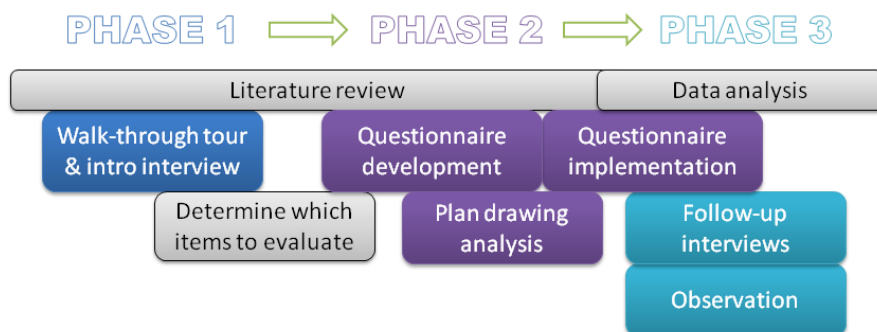 PHASE 1 PHASE 2 PHASE 3
Literature review Data analysis
Walk-through tour
& intro interview
Questionnaire
development
Questionnaire
implementation
Determine which
items to evaluate
Plan drawing
analysis
Follow-up
interviews
Observation